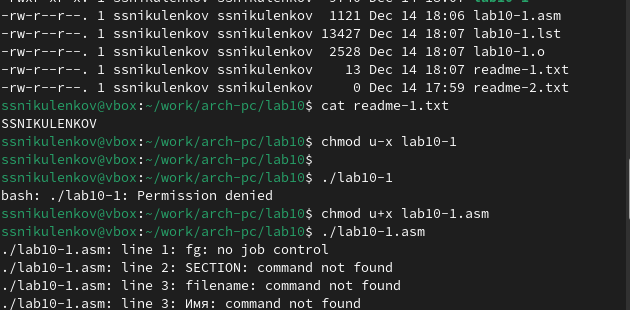 -rw-r--r--. 1 ssnikulenkov ssnikulenkov  1121 Dec 14 18:06 lab10-1.asm
-rw-r--r--. 1 ssnikulenkov ssnikulenkov 13427 Dec 14 18:07 lab10-1.lst
-rw-r--r--. 1 ssnikulenkov ssnikulenkov  2528 Dec 14 18:07 lab10-1.o
-rw-r--r--. 1 ssnikulenkov ssnikulenkov    13 Dec 14 18:07 readme-1.txt
-rw-r--r--. 1 ssnikulenkov ssnikulenkov     0 Dec 14 17:59 readme-2.txt
ssnikulenkov@vbox:~/work/arch-pc/lab10$ cat readme-1.txt
SSNIKULENKOV
ssnikulenkov@vbox:~/work/arch-pc/lab10$ chmod u-x lab10-1
ssnikulenkov@vbox:~/work/arch-pc/lab10$
ssnikulenkov@vbox:~/work/arch-pc/lab10$ ./lab10-1
bash: ./lab10-1: Permission denied
ssnikulenkov@vbox:~/work/arch-pc/lab10$ chmod u+x lab10-1.asm
ssnikulenkov@vbox:~/work/arch-pc/lab10$ ./lab10-1.asm
./lab10-1.asm: line 1: fg: no job control
./lab10-1.asm: line 2: SECTION: command not found
./lab10-1.asm: line 3: filename: command not found
./lab10-1.asm: line 3: Имя: command not found